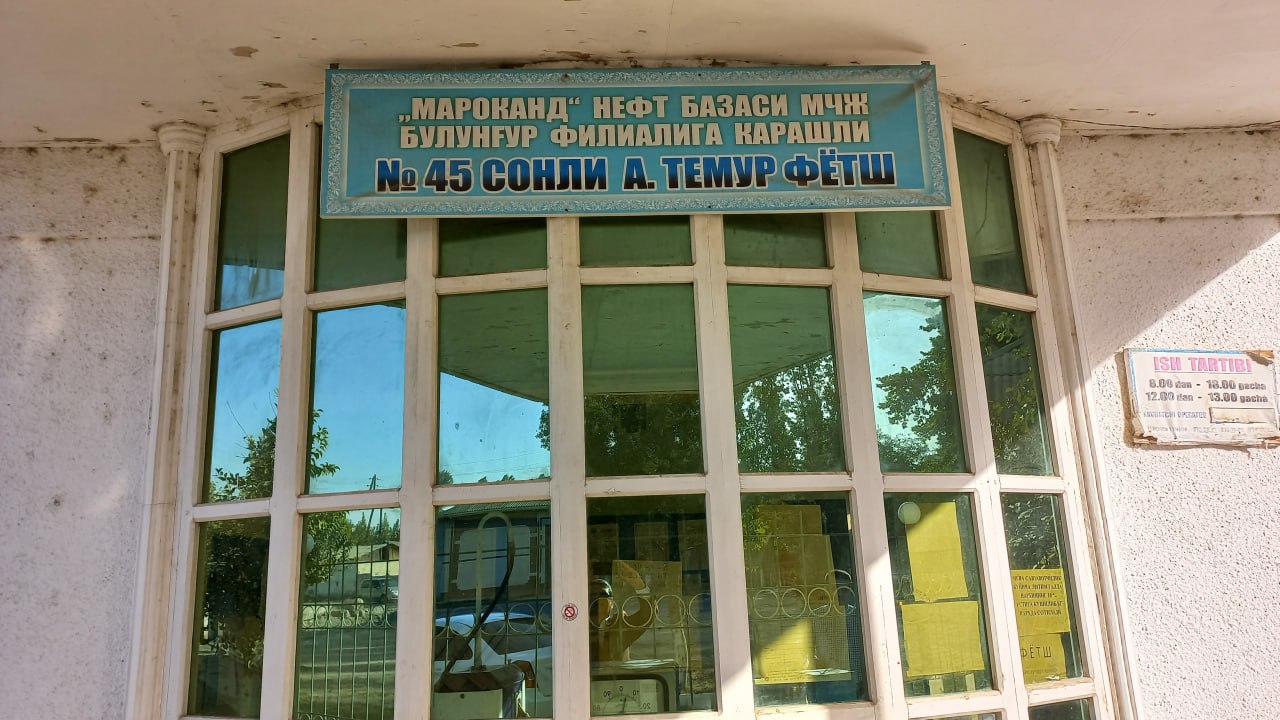 „МАРОКАНД“ НЕФТ БАЗАСИ МЧЖ
БУЛУНҒУР ФИЛИАЛИГА КАРАШЛИ
№ 45 СОНЛИ А. ТЕМУР ФЁТШ
ISH TARTIBI
8.00 dan - 18.00 gacha
12.00 dan - 13.00 gacha
ФЁТШ